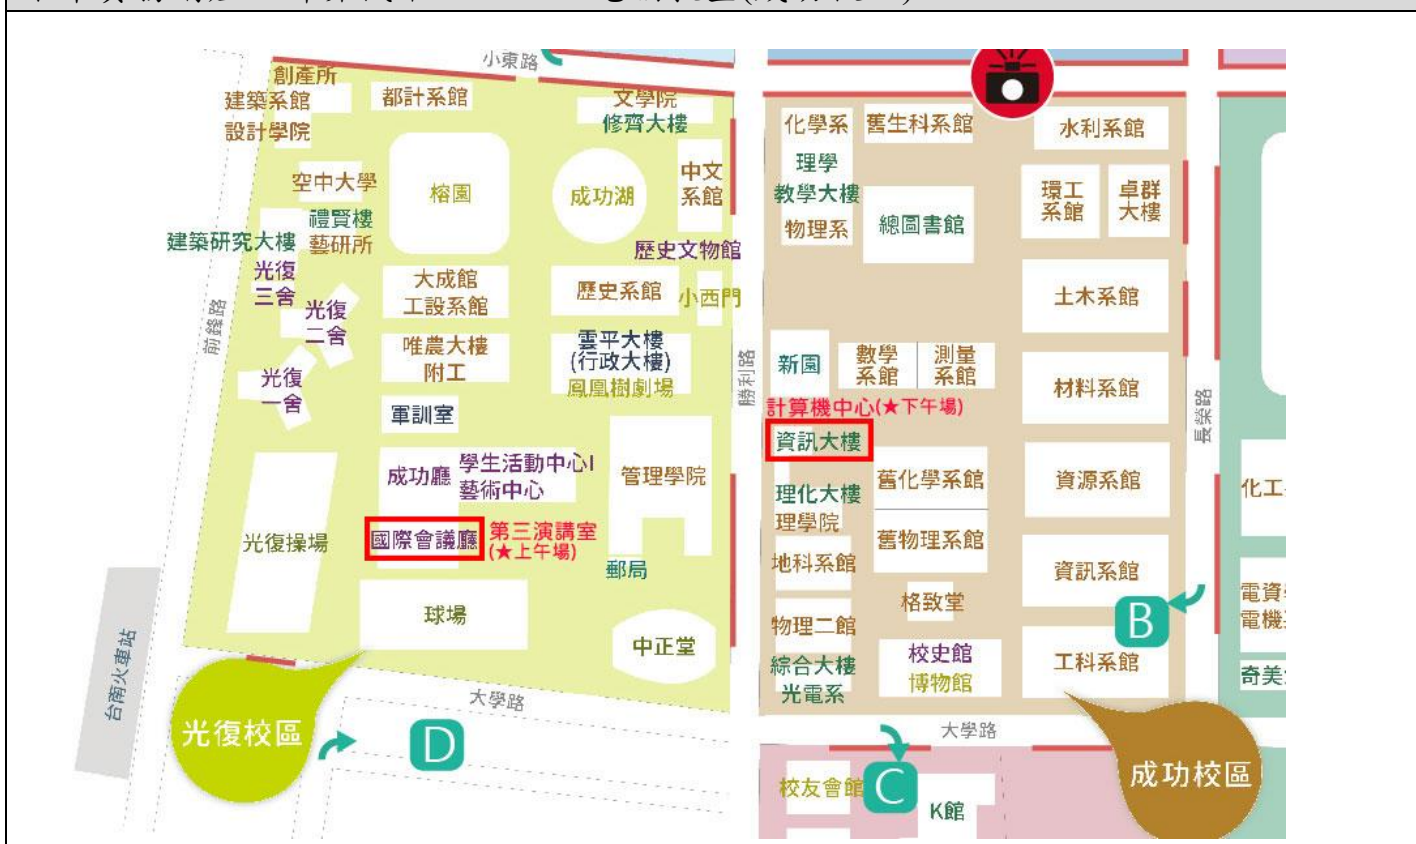 小東路
創產所
建築系館
設計學院
都計系館
文學院
修齊大樓
空中大學
榕園
成功湖
中文
系館
禮賢樓
藝研所
建築研究大樓
歷史文物館
光復
三舍
光復
二舍
大成館
工設系館
歷史系館
小西門
前鋒路
唯農大樓
附工
雲平大樓
(行政大樓)
鳳凰樹劇場
光復
一舍
軍訓室
成功廳
學生活動中心I
藝術中心
管理學院
光復操場
國際會議廳
第三演講室
(★上午場)
郵局
球場
中正堂
台南火車站
光復校區
大學路
D
勝利路
化學系
舊生科系館
水利系館
理學
教學大樓
物理系
總圖書館
環工
系館
卓群
大樓
土木系館
新園
數學
系館
測量
系館
材料系館
長榮路
計算機中心(★下午場)
資訊大樓
理化大樓
理學院
舊化學系館
資源系館
舊物理系館
地科系館
資訊系館
格致堂
B
物理二館
綜合大樓
光電系
校史館
博物館
工科系館
大學路
校友會館
C
K館
成功校區
化工
電資
電機
奇美